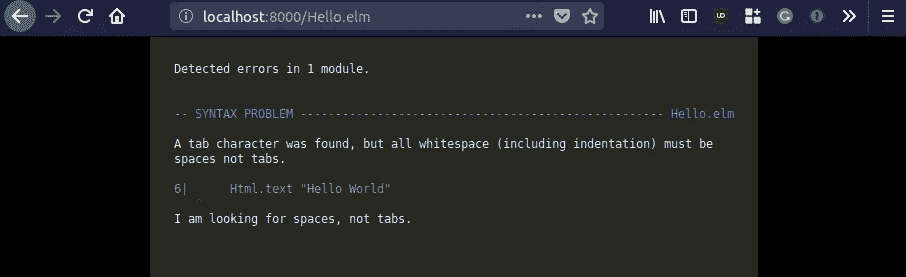 localhost:8000/Hello.elm
Detected errors in 1 module.
-- SYNTAX PROBLEM ---------------------------------------------------- Hello.elm
A tab character was found, but all whitespace (including indentation) must be
spaces not tabs.
6|      Html.text "Hello World"
^
I am looking for spaces, not tabs.